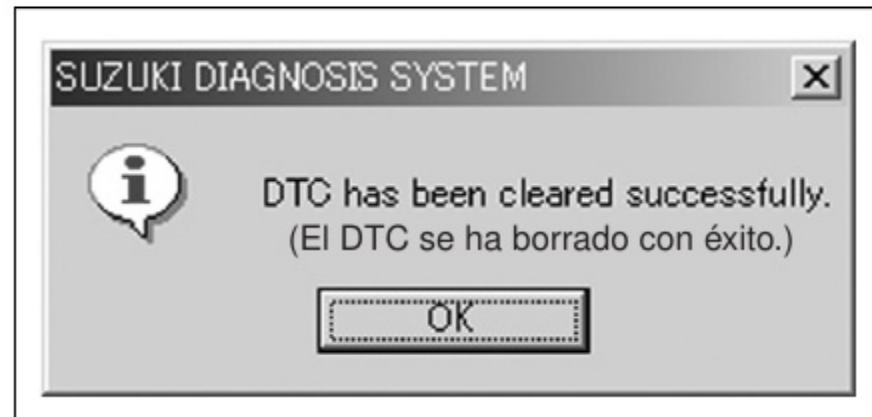 SUZUKI DIAGNOSIS SYSTEM
DTC has been cleared successfully.
(El DTC se ha borrado con éxito.)
OK